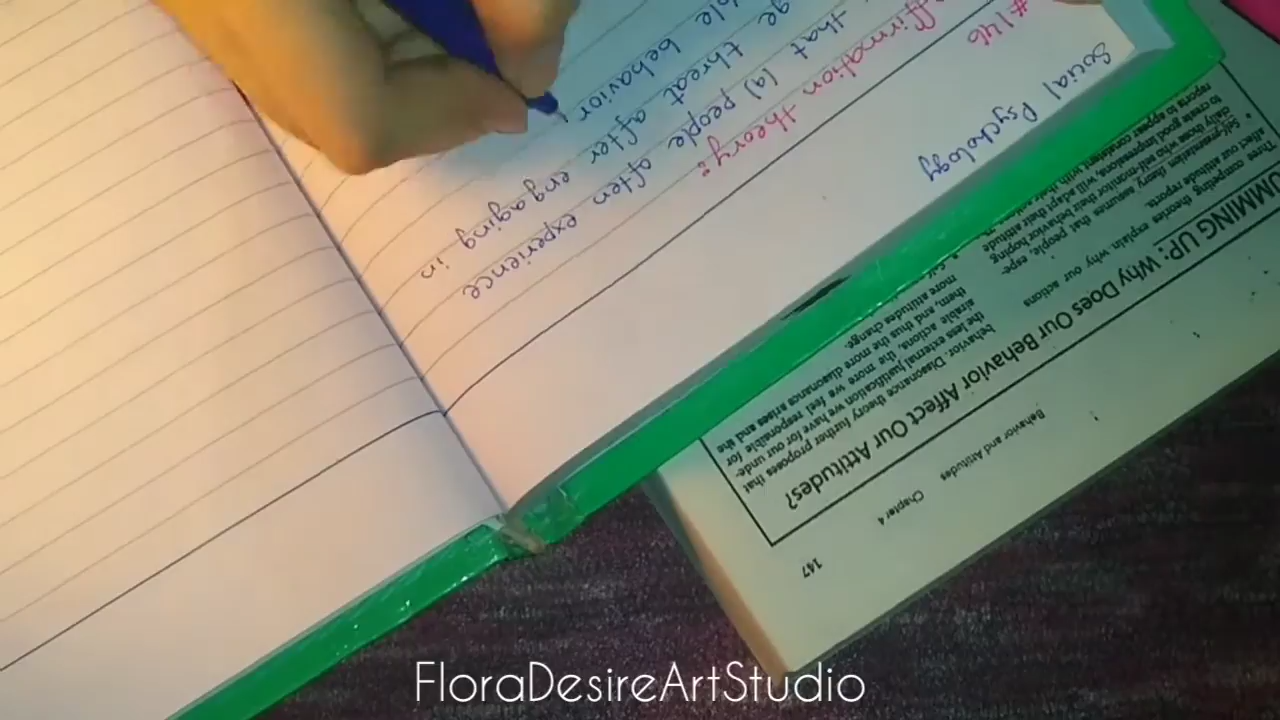 Social Psychology
#146
theory:
that (a) people often experience
threat after engaging in
behavior,
147
Chapter 4
Behavior and Attitudes
UP: Why Does Our Behavior Affect Our Attitudes?
Three competing theories explain why our actions
affect our attitude reports.
• Self-presentation theory assumes that people, espe-
cially those who self-monitor their behavior hoping
to create good impressions, will adapt their attitude
reports to appear consistent with their actions
behavior. Dissonance theory further proposes that
the less external justification we have for our unde-
sirable actions, the more we feel responsible for
them, and thus the more dissonance arises and the
more attitudes change.
FloraDesireArtStudio